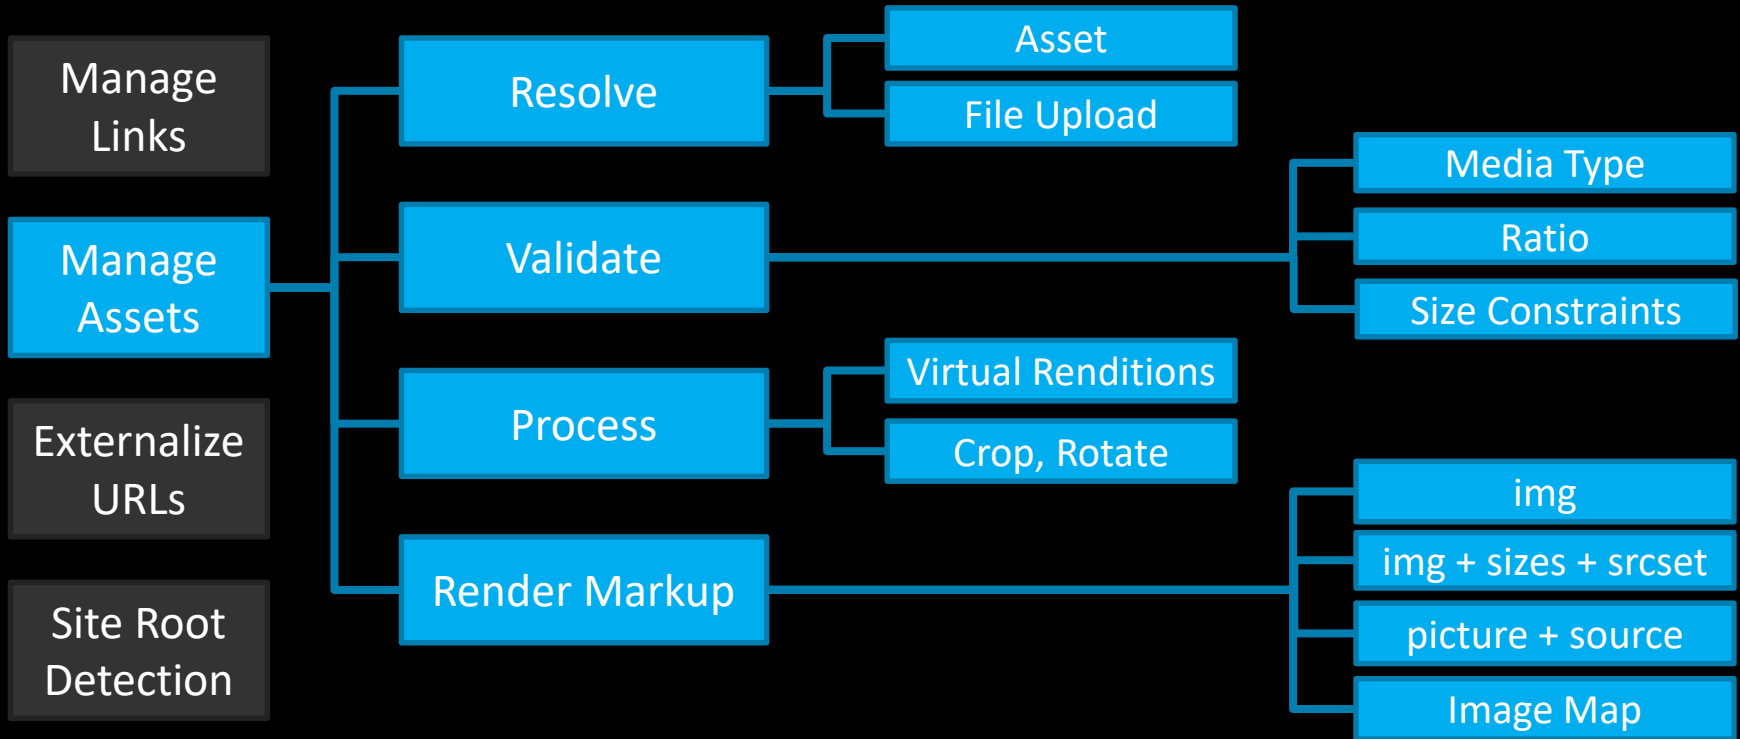 Manage
Links
Manage
Assets
Externalize
URLs
Site Root
Detection
Resolve
Validate
Process
Render Markup
Asset
File Upload
Virtual Renditions
Crop, Rotate
Media Type
Ratio
Size Constraints
img
img + sizes + srcset
picture + source
Image Map